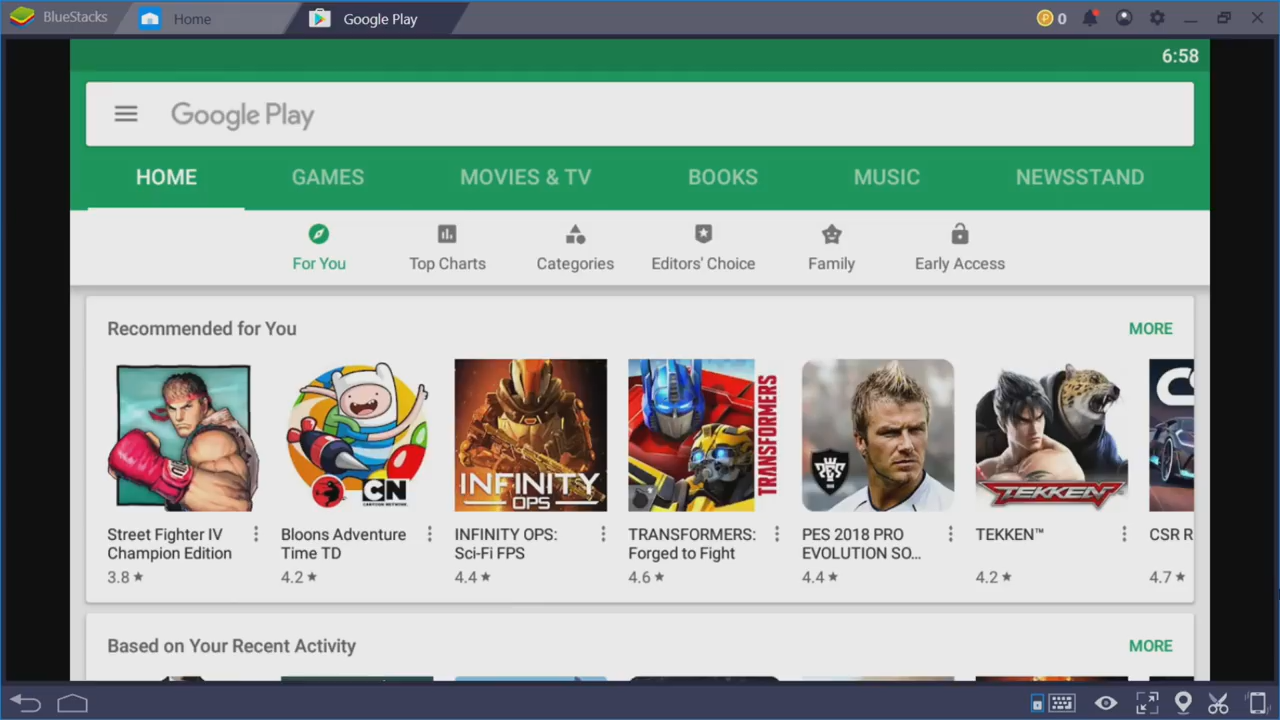 BlueStacks
Home
Google Play
0
6:58
Google Play
HOME
GAMES
MOVIES & TV
BOOKS
MUSIC
NEWSSTAND
For You
Top Charts
Categories
Editors' Choice
Family
Early Access
Recommended for You
MORE
CN
CARTOON NETWORK
INFINITY
OPS
TRANSFORMERS
TEKKEN
CS
Street Fighter IV
Champion Edition
3.8 ★
Bloons Adventure
Time TD
4.2 ★
INFINITY OPS:
Sci-Fi FPS
4.4 ★
TRANSFORMERS:
Forged to Fight
4.6 ★
PES 2018 PRO
EVOLUTION SO...
4.4 ★
TEKKEN™
4.2 ★
CSR R
4.7 ★
Based on Your Recent Activity
MORE